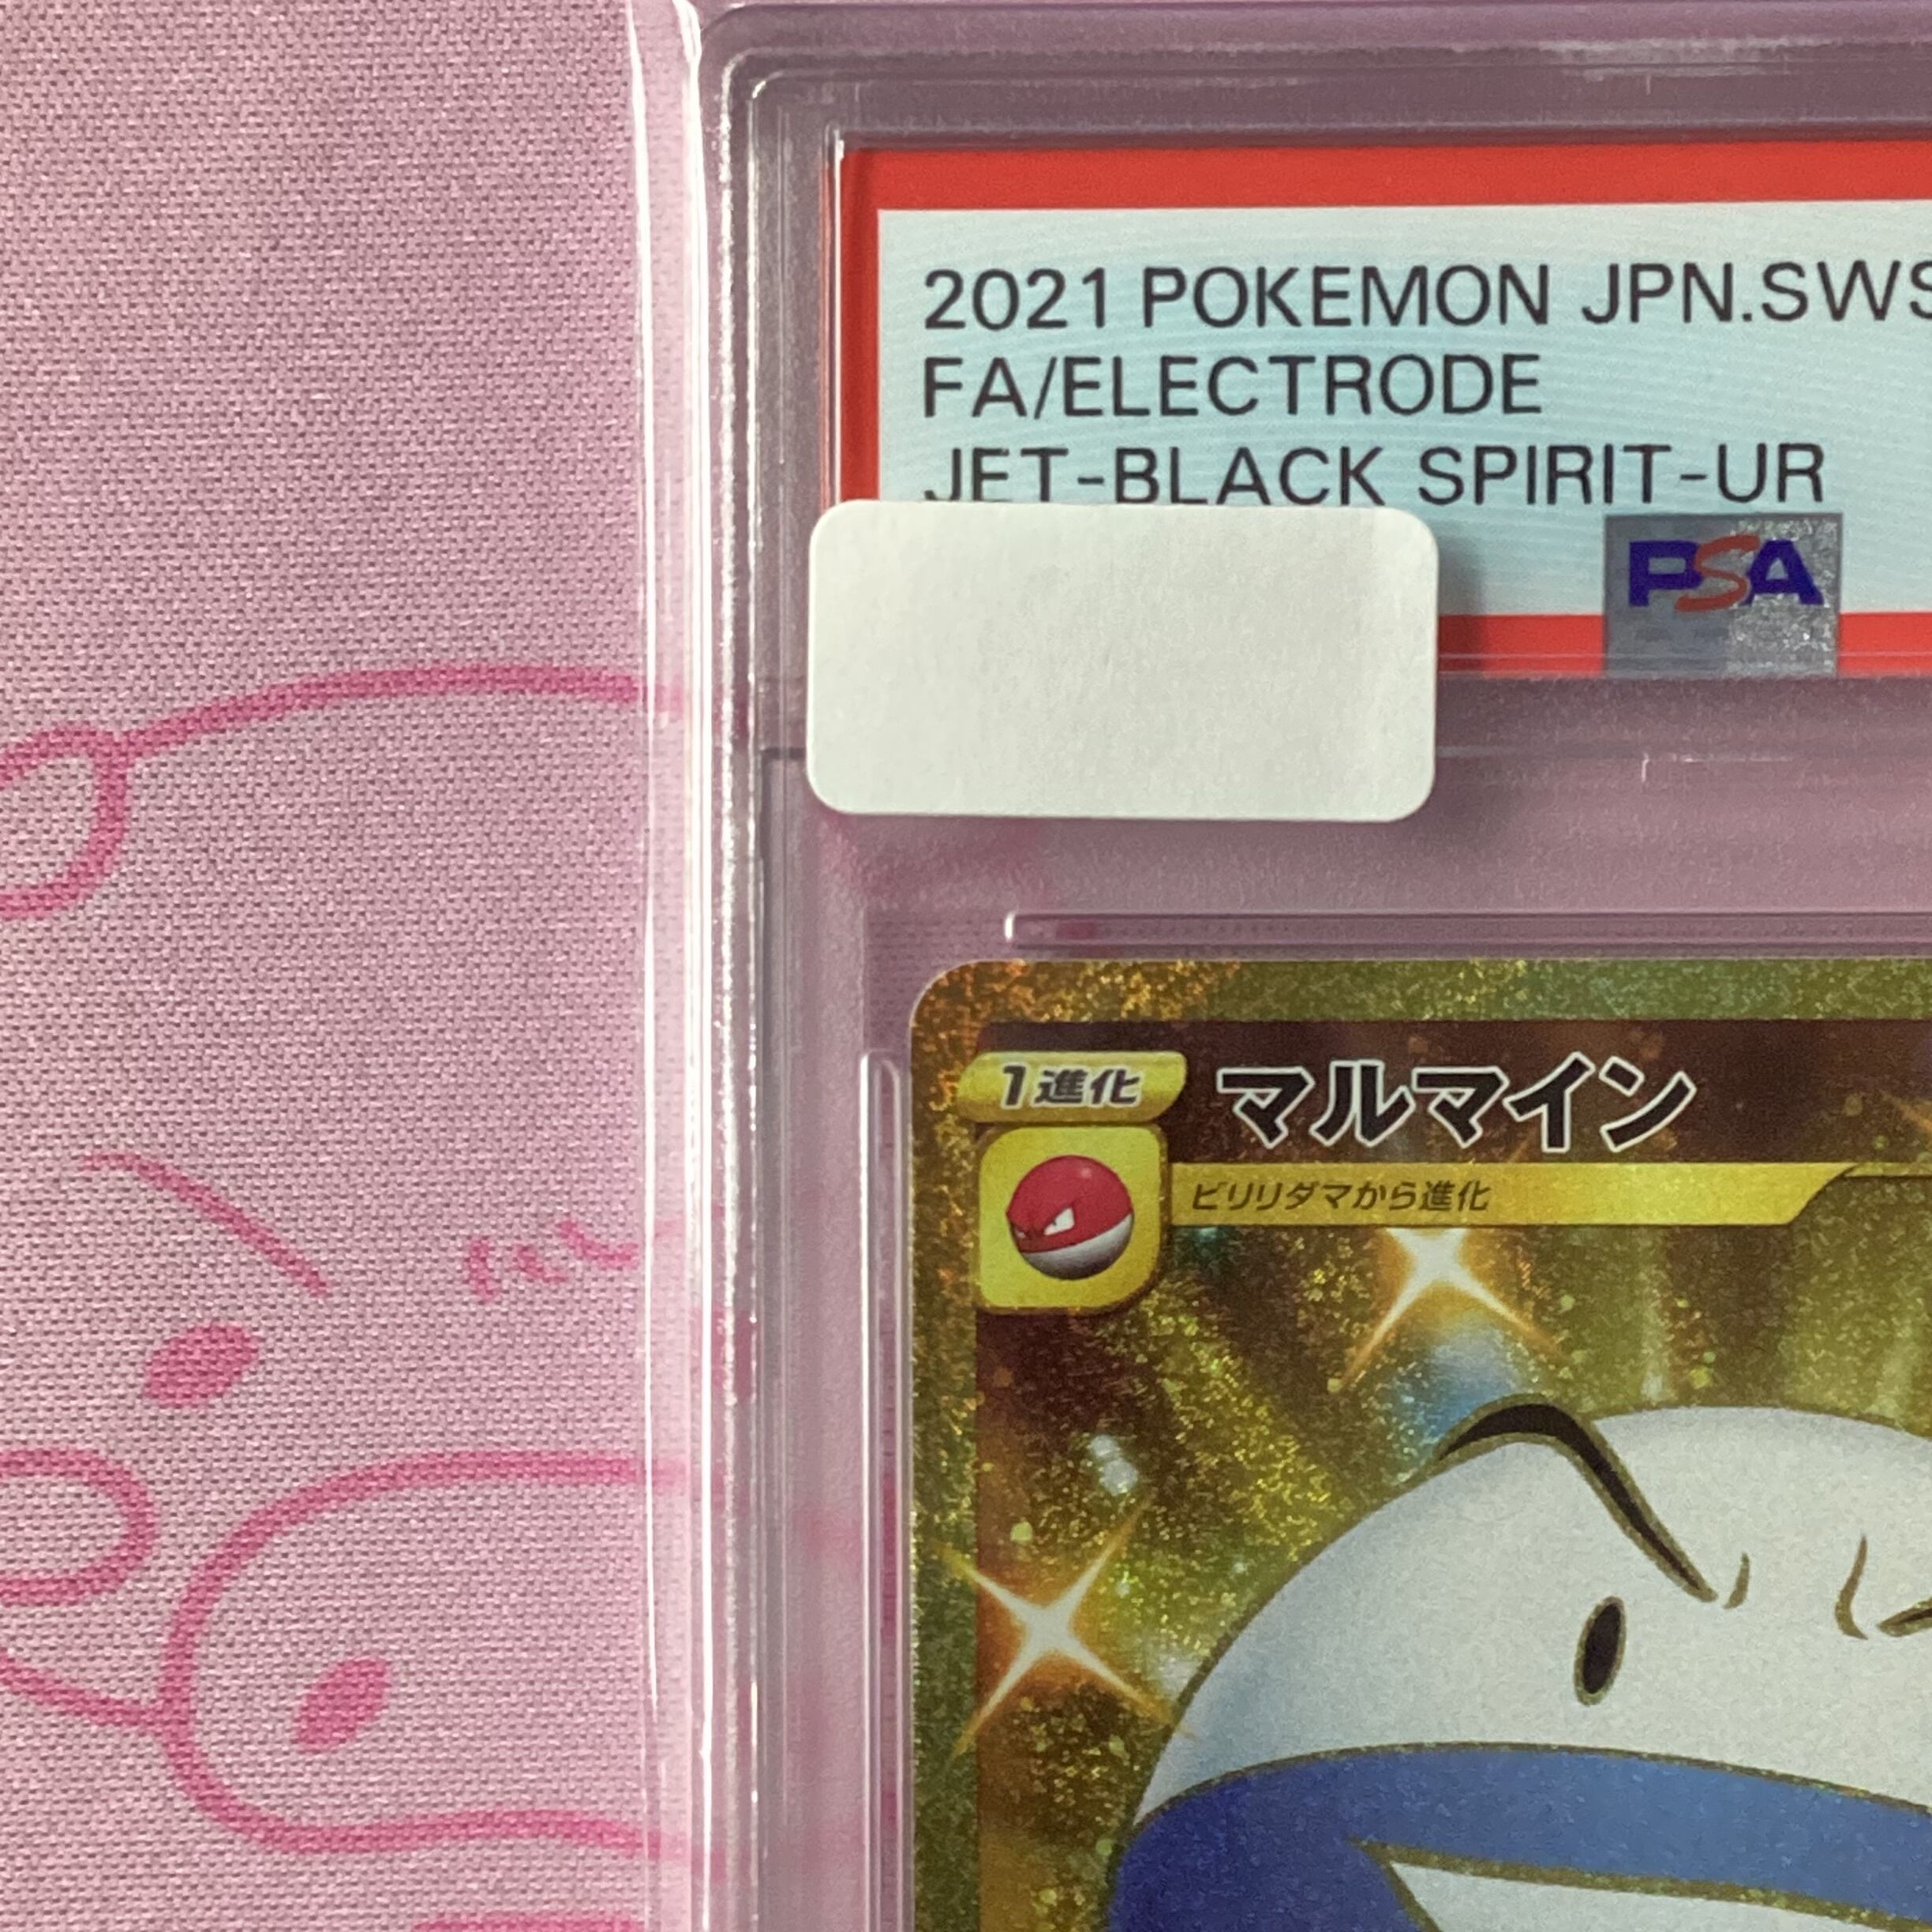 2021 POKEMON JPN.SWS
FA/ELECTRODE
JET-BLACK SPIRIT-UR
PSA
1進化
マルマイン
ビリリダマから進化